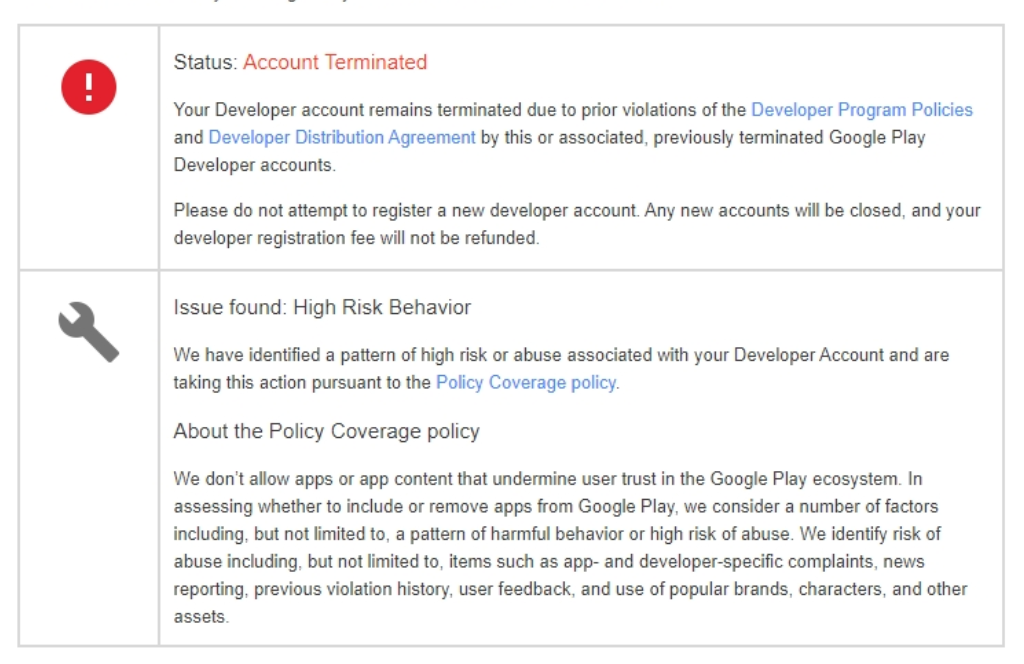 Status: Account Terminated
Your Developer account remains terminated due to prior violations of the Developer Program Policies
and Developer Distribution Agreement by this or associated, previously terminated Google Play
Developer accounts.
Please do not attempt to register a new developer account. Any new accounts will be closed, and your
developer registration fee will not be refunded.
Issue found: High Risk Behavior
We have identified a pattern of high risk or abuse associated with your Developer Account and are
taking this action pursuant to the Policy Coverage policy.
About the Policy Coverage policy
We don't allow apps or app content that undermine user trust in the Google Play ecosystem. In
assessing whether to include or remove apps from Google Play, we consider a number of factors
including, but not limited to, a pattern of harmful behavior or high risk of abuse. We identify risk of
abuse including, but not limited to, items such as app- and developer-specific complaints, news
reporting, previous violation history, user feedback, and use of popular brands, characters, and other
assets.